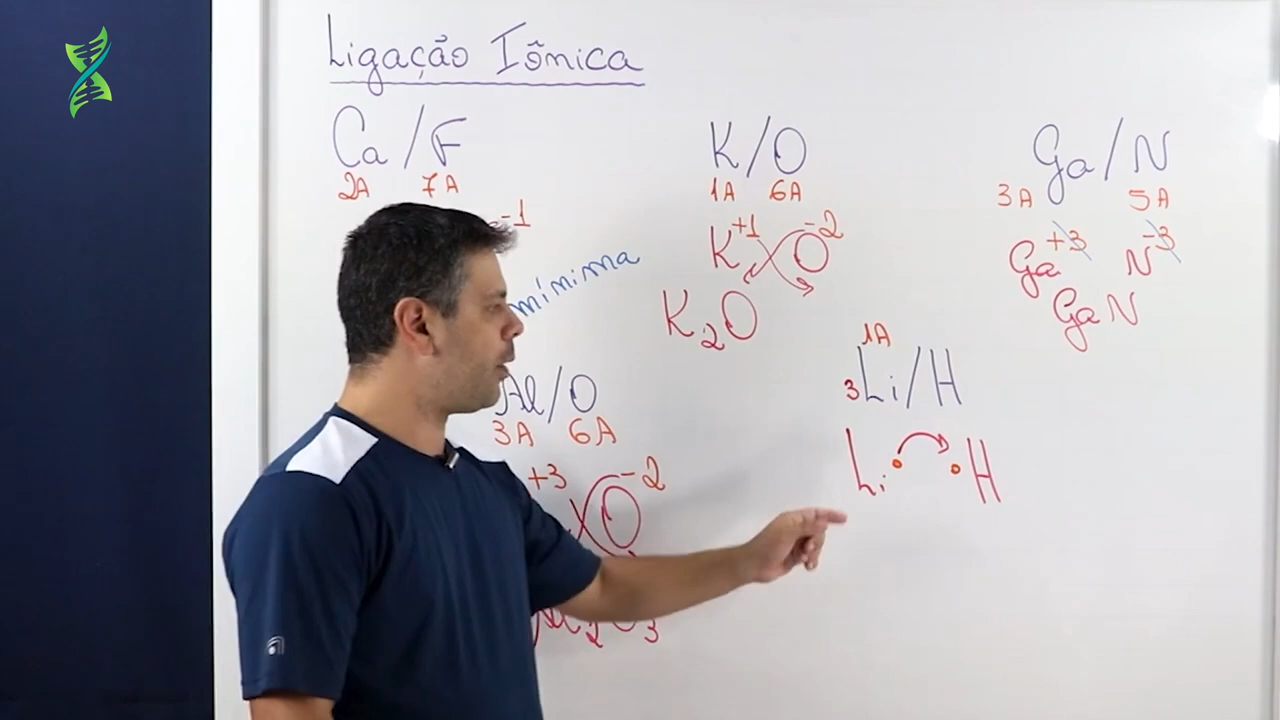 Ligação Iônica
Ca / F
2A 7A
-1
mínima
Al / O
3A 6A
+3 O-2
3
K / O
1A 6A
K+1 O-2
K2O
1A
3Li / H
Li• •H
Ga / N
3A 5A
Ga+3 N-3
GaN